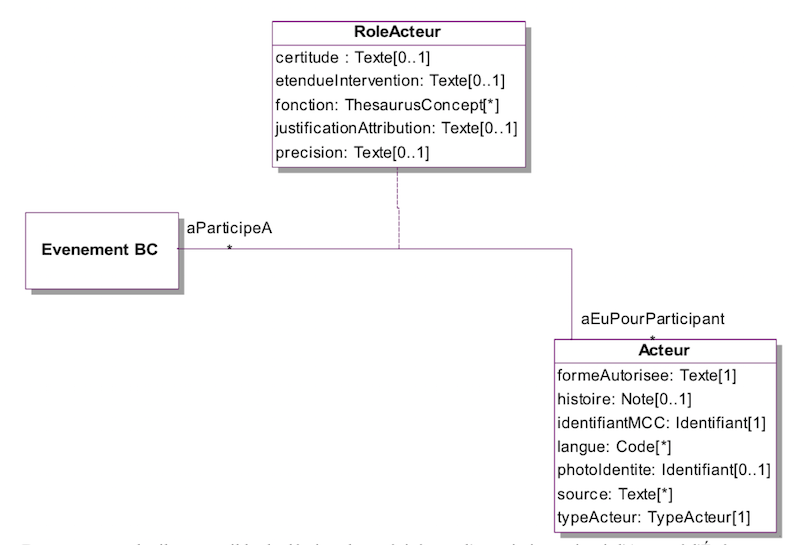 RoleActeur
certitude : Texte[0..1]
etendueIntervention: Texte[0..1]
fonction: ThesaurusConcept[*]
justificationAttribution: Texte[0..1]
precision: Texte[0..1]
aParticipeA
*
Evenement BC
aEuPourParticipant
*
Acteur
formeAutorisee: Texte[1]
histoire: Note[0..1]
identifiantMCC: Identifiant[1]
langue: Code[*]
photoIdentite: Identifiant[0..1]
source: Texte[*]
typeActeur: TypeActeur[1]